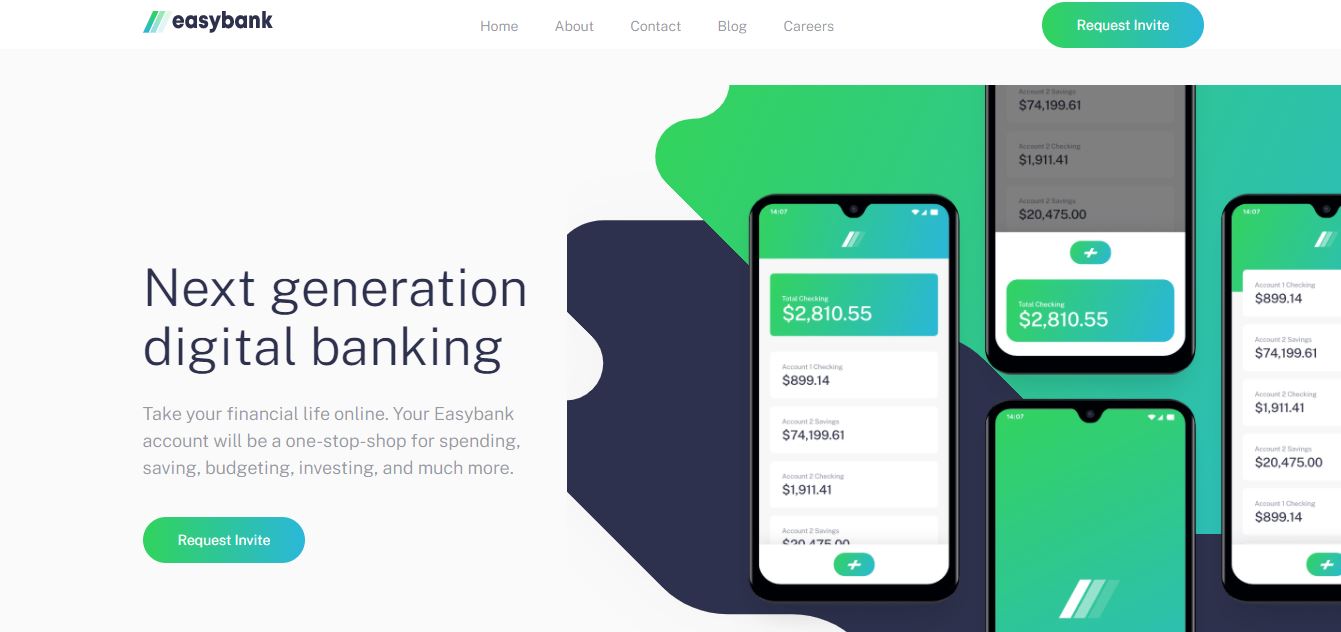 easybank
Home About Contact Blog Careers
Request Invite
Next generation
digital banking
Take your financial life online. Your Easybank
account will be a one-stop-shop for spending,
saving, budgeting, investing, and much more.
Request Invite
14:07
Total Checking
$2,810.55
Account 1 Checking
$899.14
Account 2 Savings
$74,199.61
Account 2 Checking
$1,911.41
Account 2 Savings
$20,475.00
Account 2 Savings
$74,199.61
Account 2 Checking
$1,911.41
Account 2 Savings
$20,475.00
Total Checking
$2,810.55
14:07
14:07
Account 1 Checking
$899.14
Account 2 Savings
$74,199.61
Account 2 Checking
$1,911.41
Account 2 Savings
$20,475.00
Account 1 Checking
$899.14